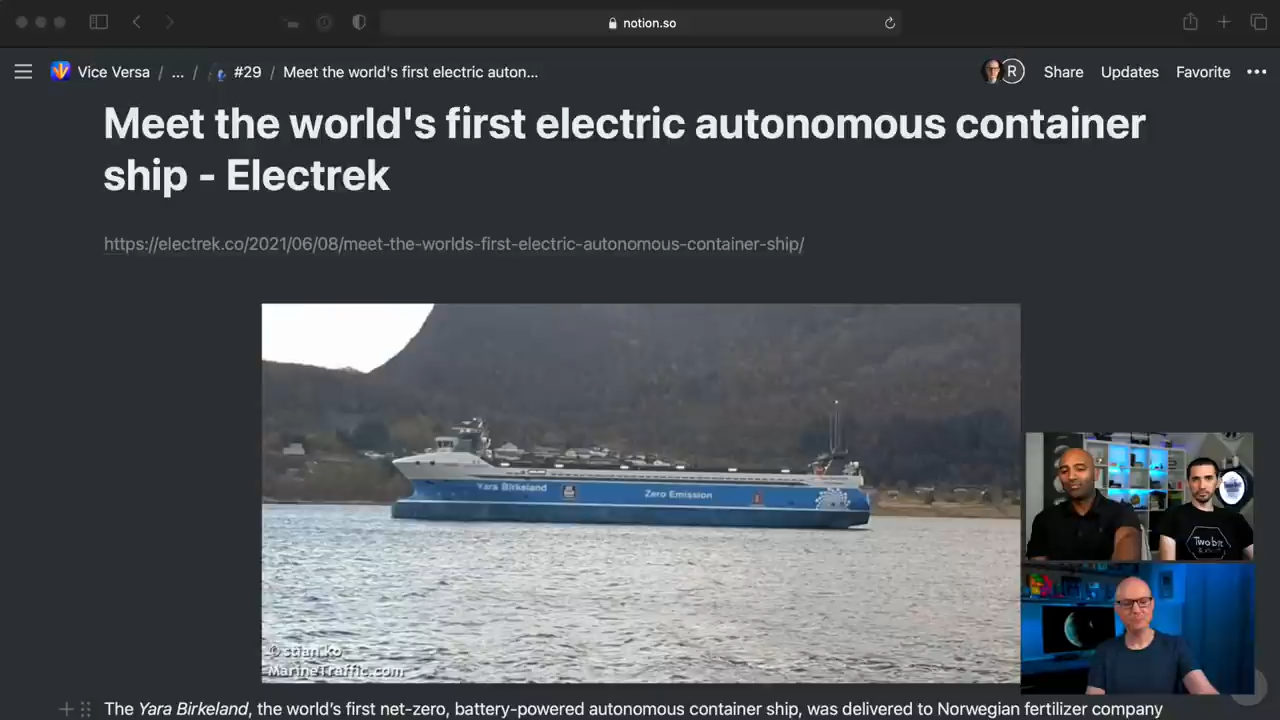 notion.so
Vice Versa / ... / #29 / Meet the world's first electric auton...
R Share Updates Favorite
Meet the world's first electric autonomous container
ship - Electrek
https://electrek.co/2021/06/08/meet-the-worlds-first-electric-autonomous-container-ship/
Yara Birkeland
Zero Emission
© stian ko
MarineTraffic.com
Two bit
The Yara Birkeland, the world's first net-zero, battery-powered autonomous container ship, was delivered to Norwegian fertilizer company